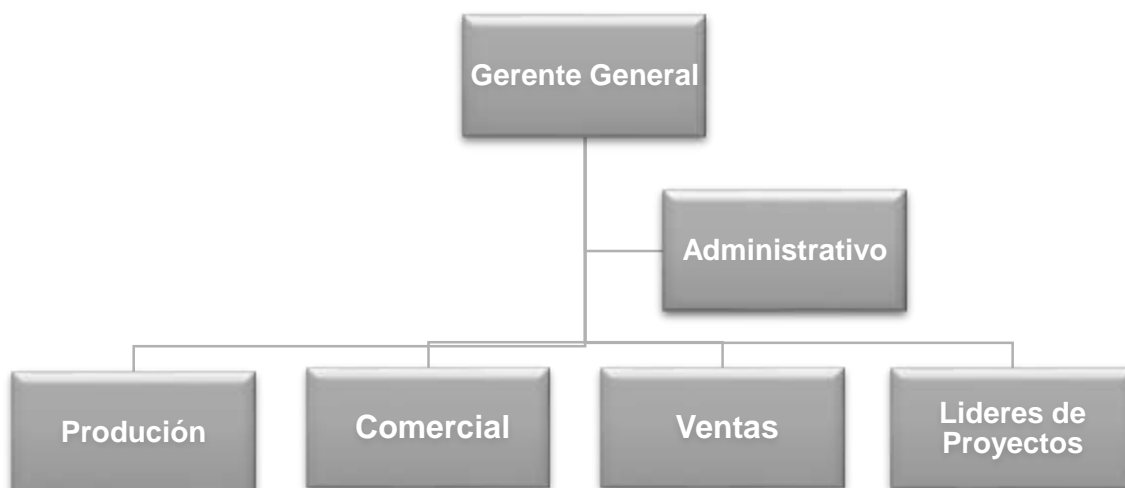 Gerente General
Administrativo
Produción
Comercial
Ventas
Lideres de
Proyectos